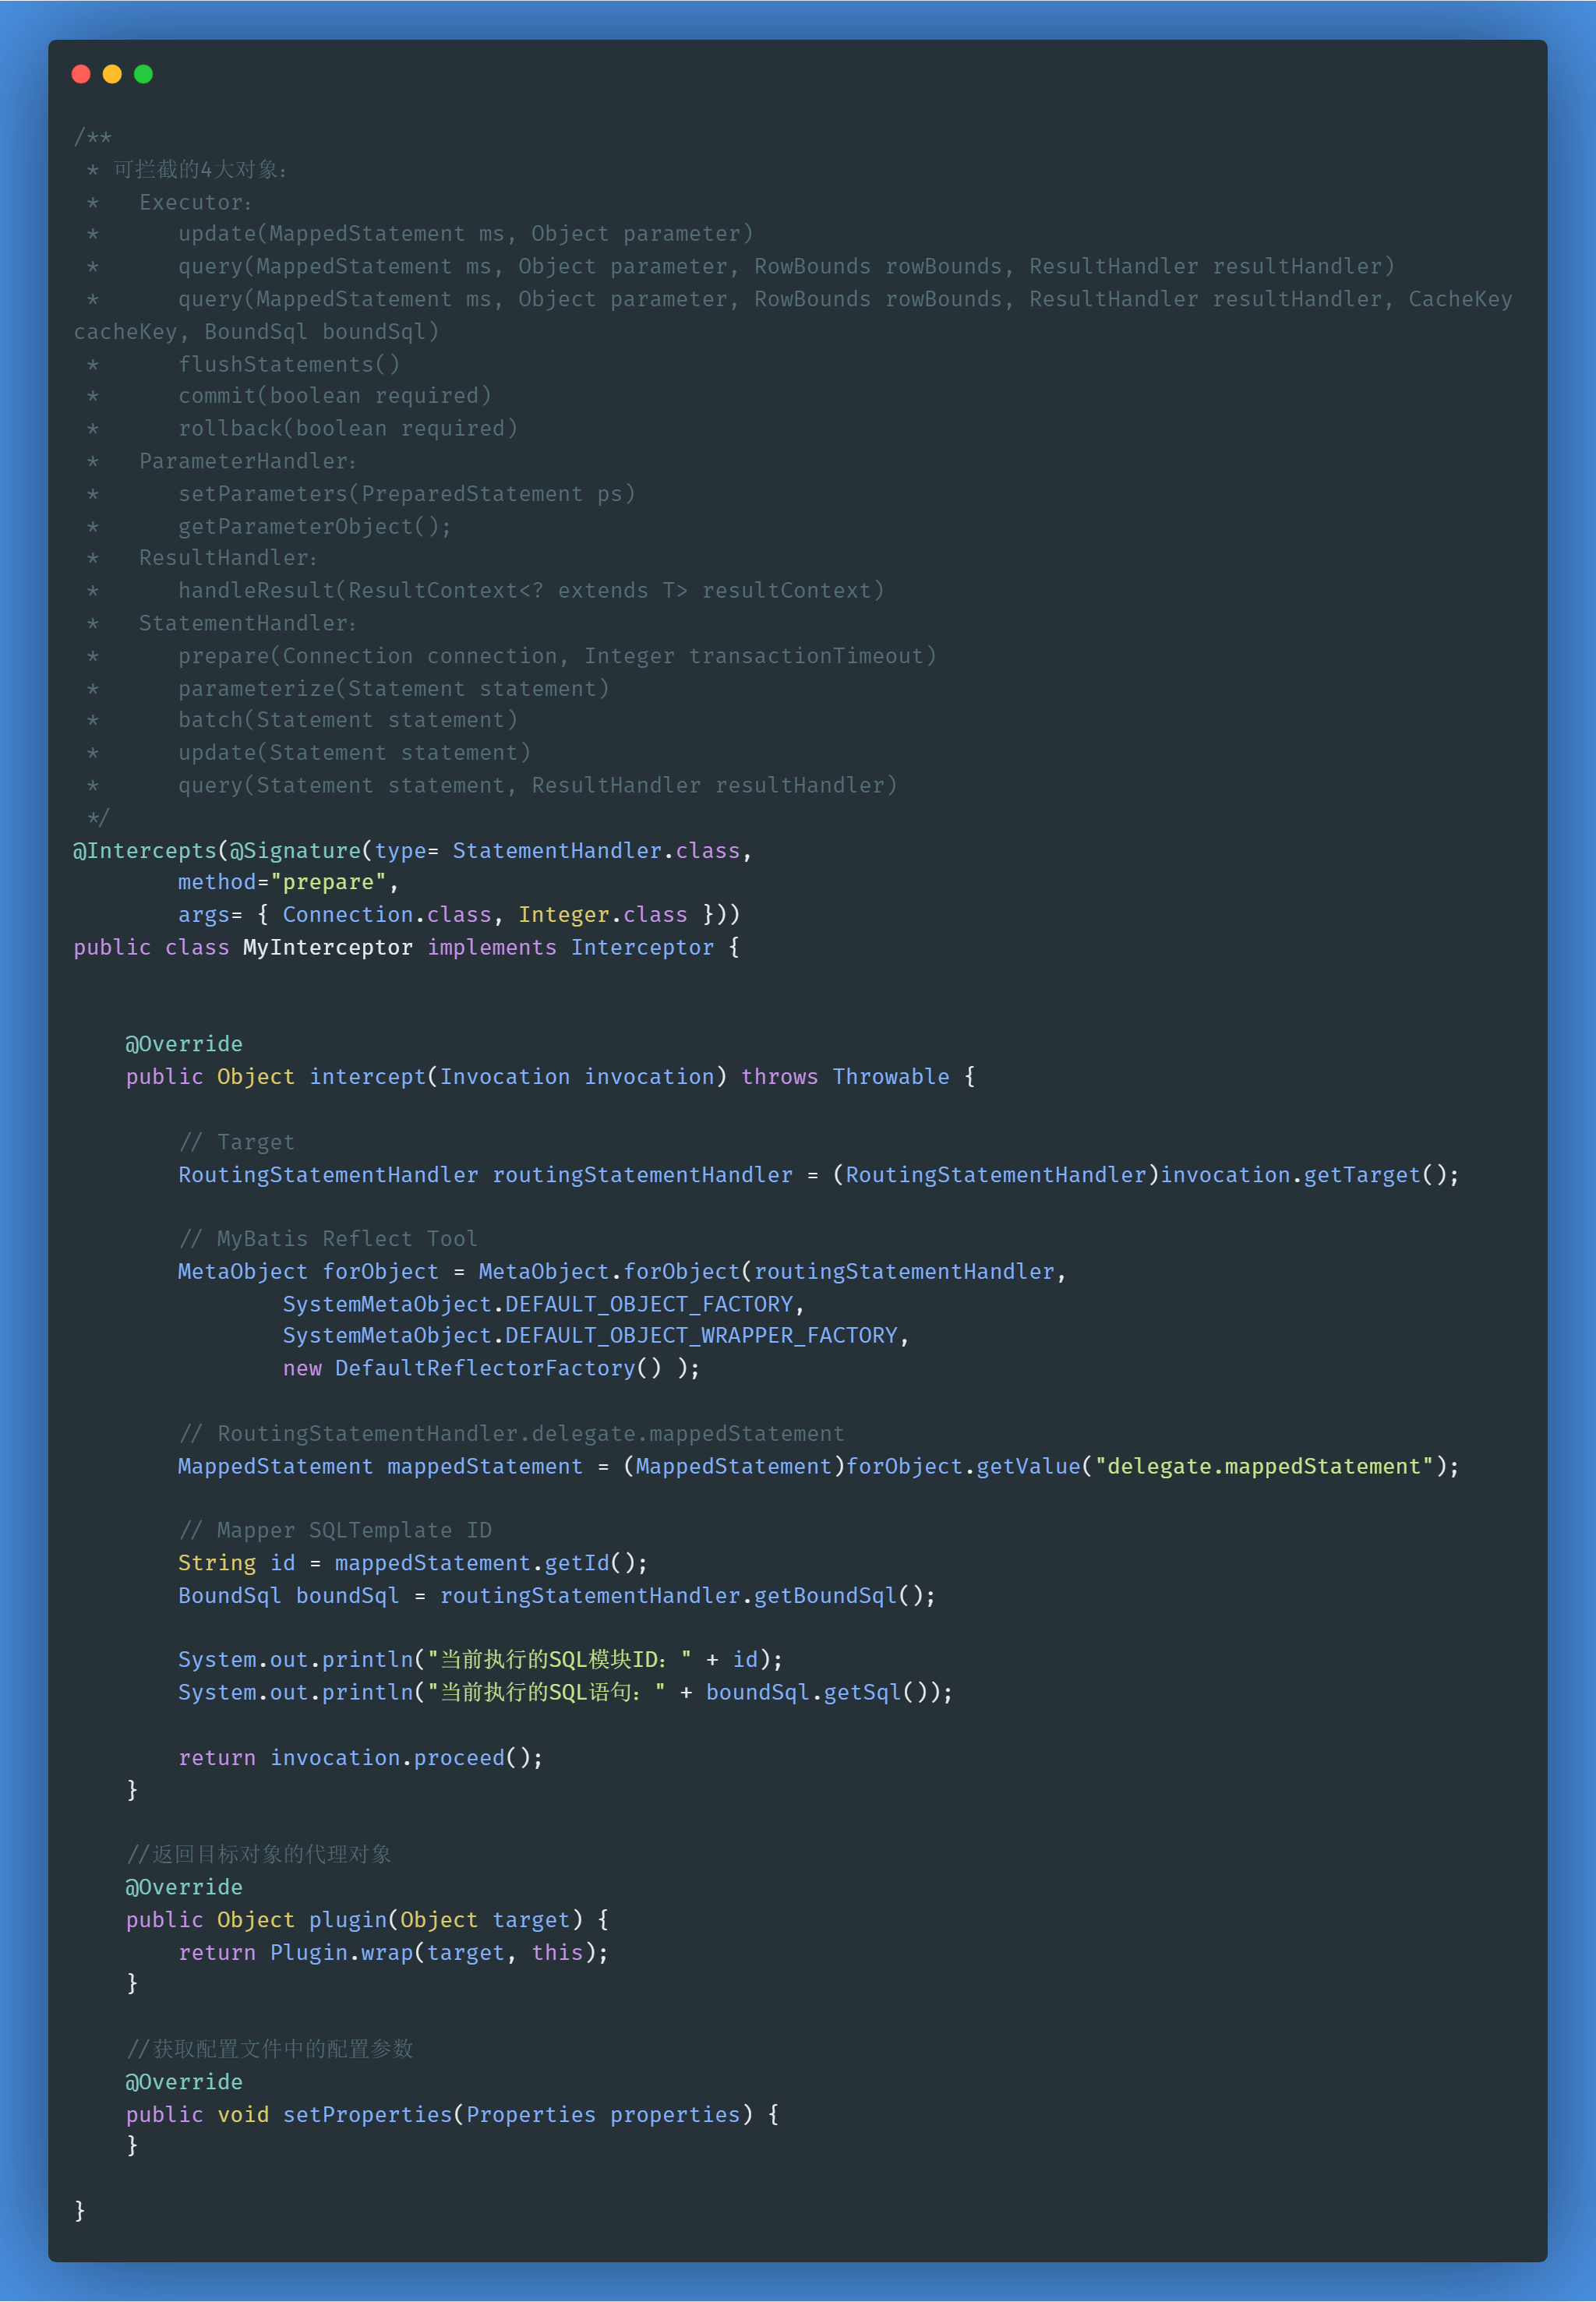 /**
 * 可拦截的4大对象：
 *   Executor：
 *      update(MappedStatement ms, Object parameter)
 *      query(MappedStatement ms, Object parameter, RowBounds rowBounds, ResultHandler resultHandler)
 *      query(MappedStatement ms, Object parameter, RowBounds rowBounds, ResultHandler resultHandler, CacheKey
cacheKey, BoundSql boundSql)
 *      flushStatements()
 *      commit(boolean required)
 *      rollback(boolean required)
 *   ParameterHandler：
 *      setParameters(PreparedStatement ps)
 *      getParameterObject();
 *   ResultHandler：
 *      handleResult(ResultContext<? extends T> resultContext)
 *   StatementHandler：
 *      prepare(Connection connection, Integer transactionTimeout)
 *      parameterize(Statement statement)
 *      batch(Statement statement)
 *      update(Statement statement)
 *      query(Statement statement, ResultHandler resultHandler)
 */
@Intercepts(@Signature(type= StatementHandler.class,
        method="prepare",
        args= { Connection.class, Integer.class }))
public class MyInterceptor implements Interceptor {
    @Override
    public Object intercept(Invocation invocation) throws Throwable {
        // Target
        RoutingStatementHandler routingStatementHandler = (RoutingStatementHandler)invocation.getTarget();
        // MyBatis Reflect Tool
        MetaObject forObject = MetaObject.forObject(routingStatementHandler,
                SystemMetaObject.DEFAULT_OBJECT_FACTORY,
                SystemMetaObject.DEFAULT_OBJECT_WRAPPER_FACTORY,
                new DefaultReflectorFactory() );
        // RoutingStatementHandler.delegate.mappedStatement
        MappedStatement mappedStatement = (MappedStatement)forObject.getValue("delegate.mappedStatement");
        // Mapper SQLTemplate ID
        String id = mappedStatement.getId();
        BoundSql boundSql = routingStatementHandler.getBoundSql();
        System.out.println("当前执行的SQL模块ID：" + id);
        System.out.println("当前执行的SQL语句：" + boundSql.getSql());
        return invocation.proceed();
    }
    //返回目标对象的代理对象
    @Override
    public Object plugin(Object target) {
        return Plugin.wrap(target, this);
    }
    //获取配置文件中的配置参数
    @Override
    public void setProperties(Properties properties) {
    }
}